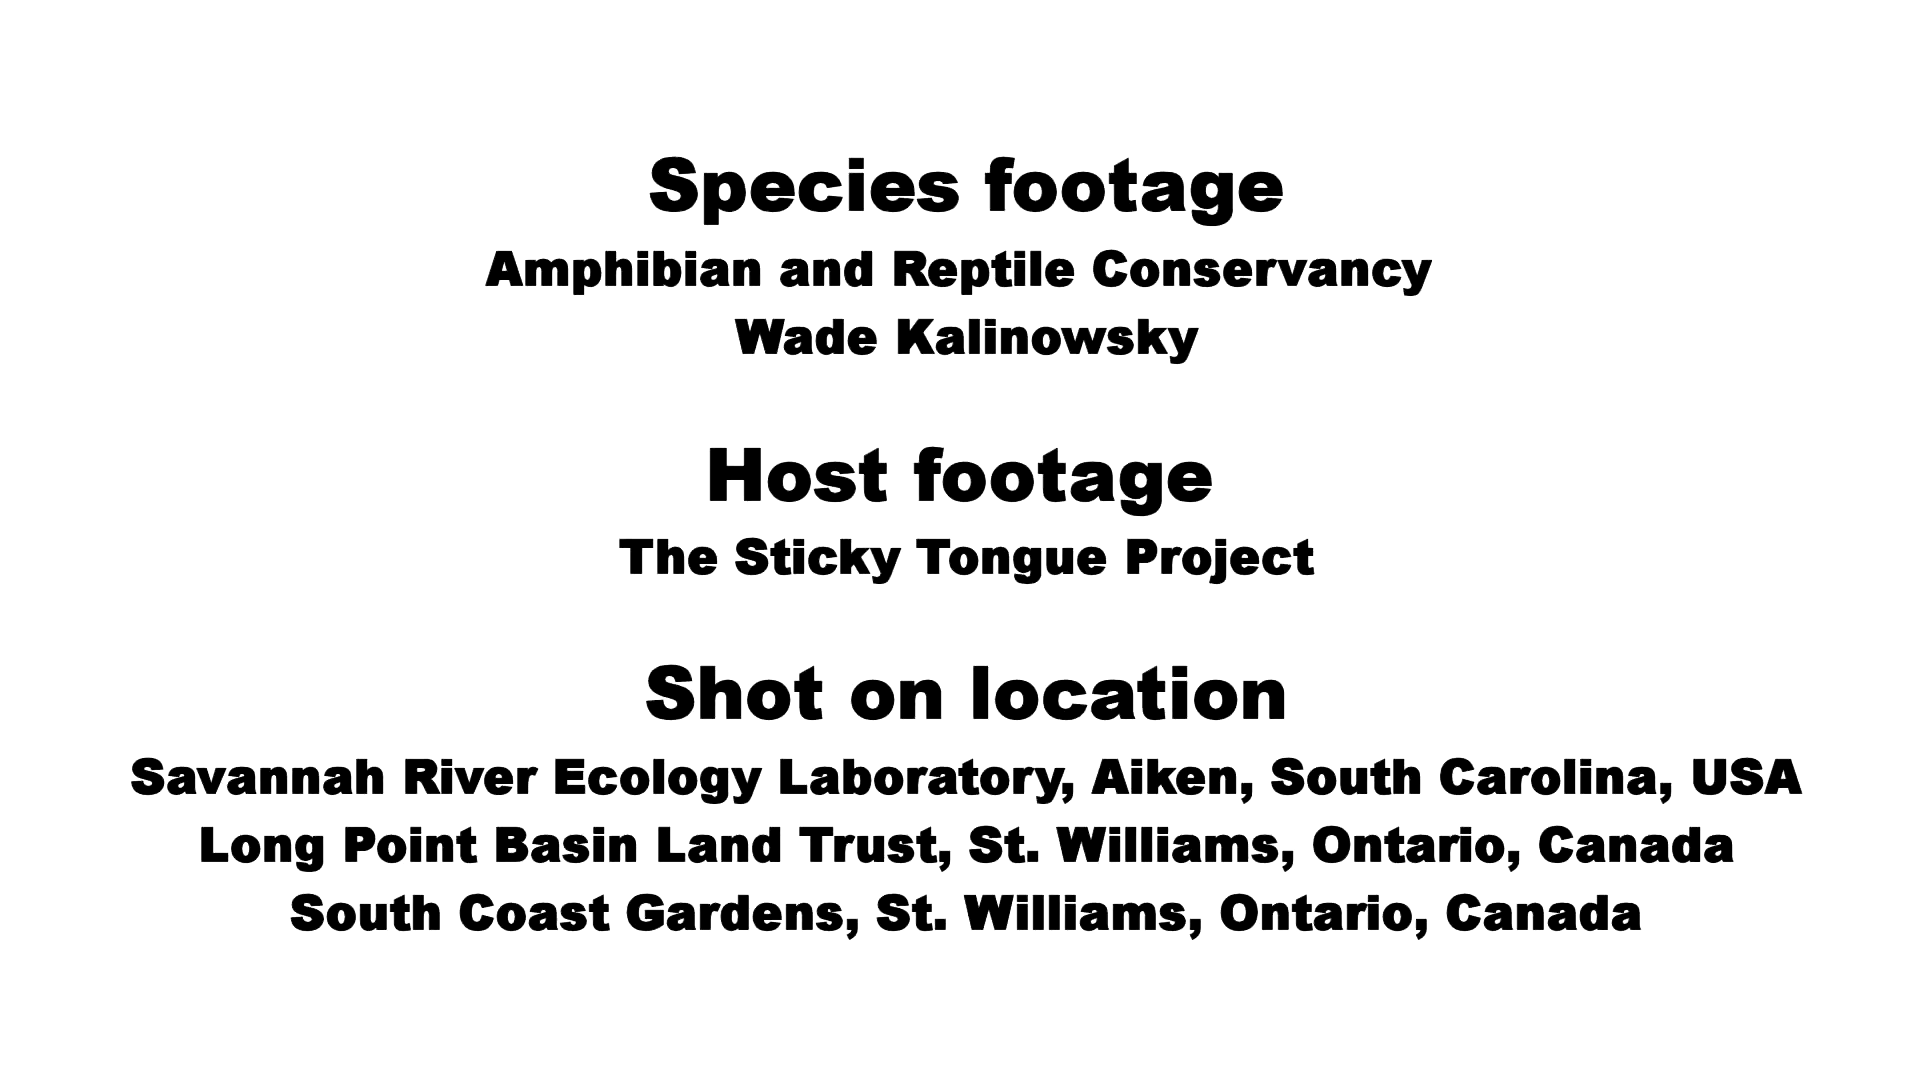 Species footage
Amphibian and Reptile Conservancy
Wade Kalinowsky
Host footage
The Sticky Tongue Project
Shot on location
Savannah River Ecology Laboratory, Aiken, South Carolina, USA
Long Point Basin Land Trust, St. Williams, Ontario, Canada
South Coast Gardens, St. Williams, Ontario, Canada